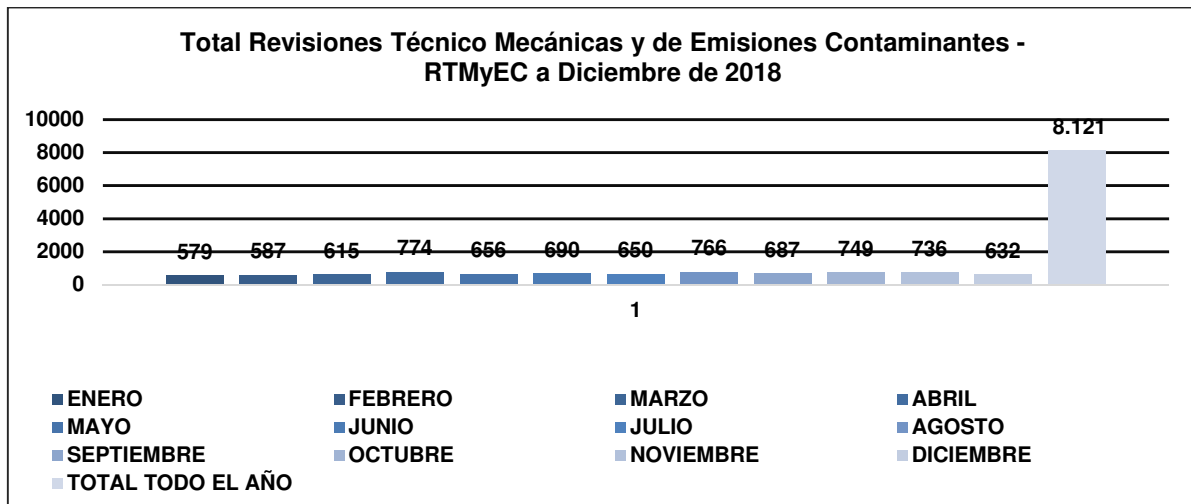 Total Revisiones Técnico Mecánicas y de Emisiones Contaminantes -
RTMyEC a Diciembre de 2018
10000
8000
6000
4000
2000
0
579 587 615 774 656 690 650 766 687 749 736 632 8.121
1
ENERO FEBRERO MARZO ABRIL
MAYO JUNIO JULIO AGOSTO
SEPTIEMBRE OCTUBRE NOVIEMBRE DICIEMBRE
TOTAL TODO EL AÑO